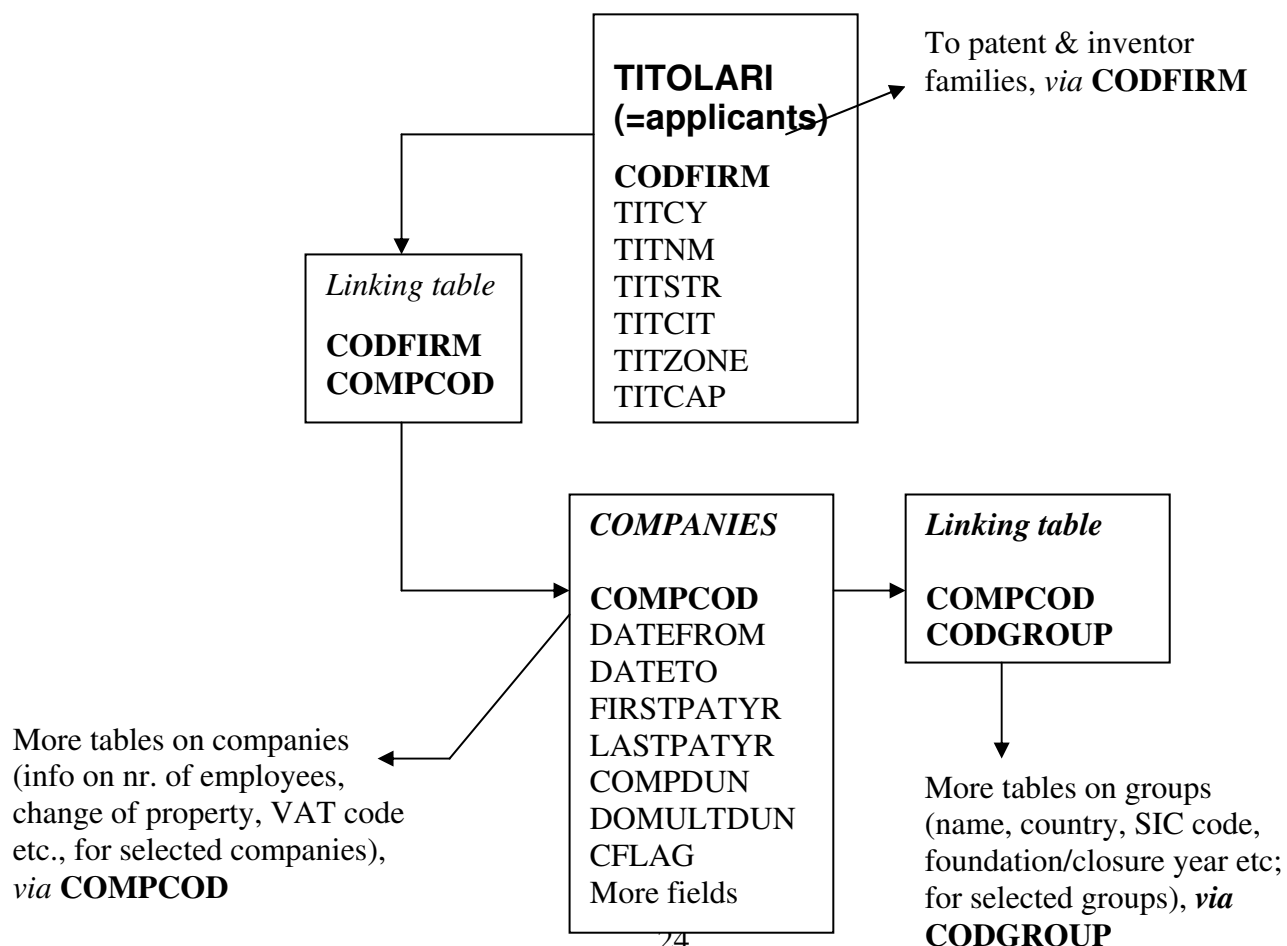 TITOLARI
(=applicants)
CODFIRM
TITCY
TITNM
TITSTR
TITCIT
TITZONE
TITCAP
To patent & inventor
families, via CODFIRM
Linking table
CODFIRM
COMPCOD
COMPANIES
COMPCOD
DATEFROM
DATETO
FIRSTPATYR
LASTPATYR
COMPDUN
DOMULTDUN
CFLAG
More fields
Linking table
COMPCOD
CODGROUP
More tables on companies
(info on nr. of employees,
change of property, VAT code
etc., for selected companies),
via COMPCOD
More tables on groups
(name, country, SIC code,
foundation/closure year etc;
for selected groups), via
CODGROUP
24